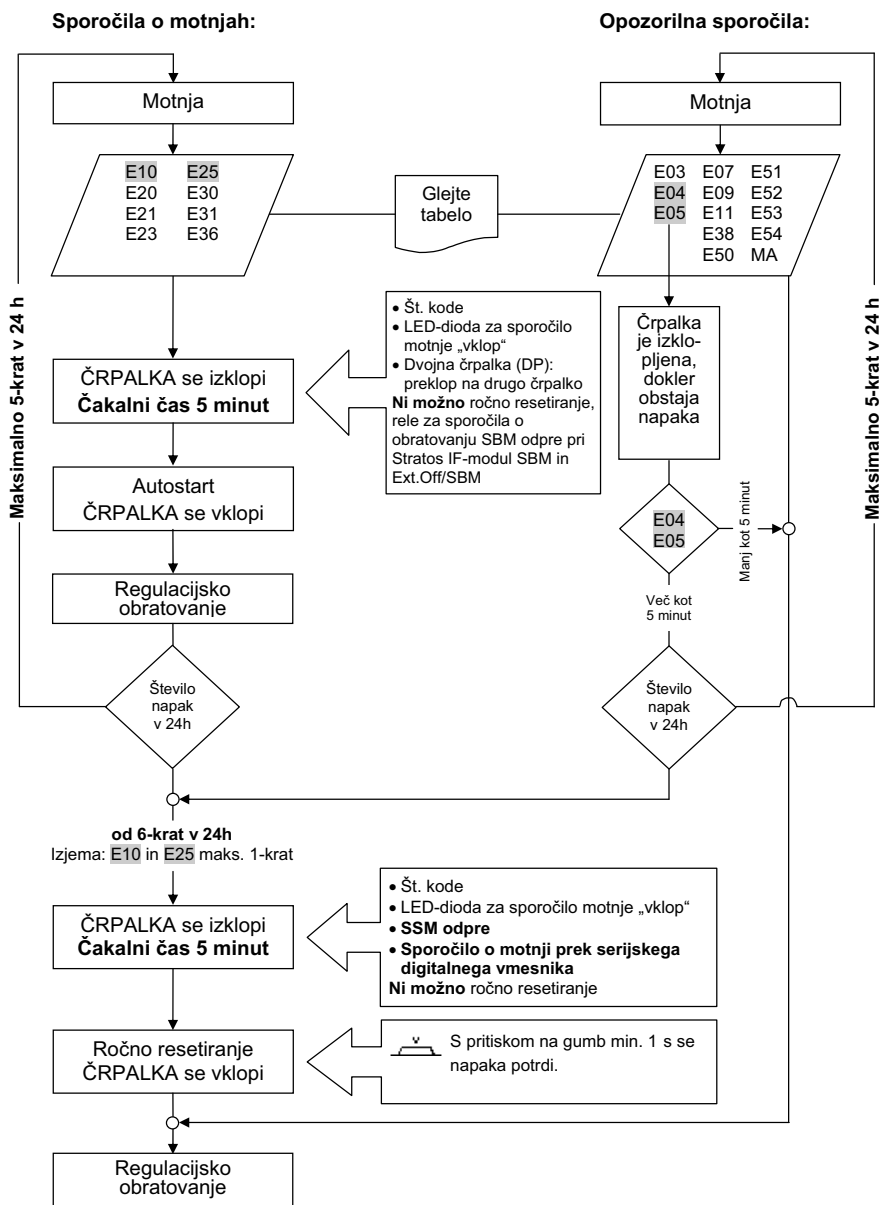 Sporočila o motnjah:
Opozorilna sporočila:
Motnja
Motnja
E10 E25
E20 E30
E21 E31
E23 E36
Glejte
tabelo
E03 E07 E51
E04 E09 E52
E05 E11 E53
E38 E54
E50 MA
Maksimalno 5-krat v 24 h
Maksimalno 5-krat v 24 h
ČRPALKA se izklopi
Čakalni čas 5 minut
• Št. kode
• LED-dioda za sporočilo
motnje „vklop“
• Dvojna črpalka (DP):
preklop na drugo črpalko
Ni možno ročno resetiranje,
rele za sporočila o
obratovanju SBM odpre pri
Stratos IF-modul SBM in
Ext.Off/SBM
Črpalka
je izklo-
pljena,
dokler
obstaja
napaka
Autostart
ČRPALKA se vklopi
E04
E05
Manj kot 5 minut
Regulacijsko
obratovanje
Več kot
5 minut
Število
napak
v 24h
Število
napak
v 24h
od 6-krat v 24h
Izjema: E10 in E25 maks. 1-krat
ČRPALKA se izklopi
Čakalni čas 5 minut
• Št. kode
• LED-dioda za sporočilo motnje „vklop“
• SSM odpre
• Sporočilo o motnji prek serijskega
digitalnega vmesnika
Ni možno ročno resetiranje
Ročno resetiranje
ČRPALKA se vklopi
S pritiskom na gumb min. 1 s se
napaka potrdi.
Regulacijsko
obratovanje